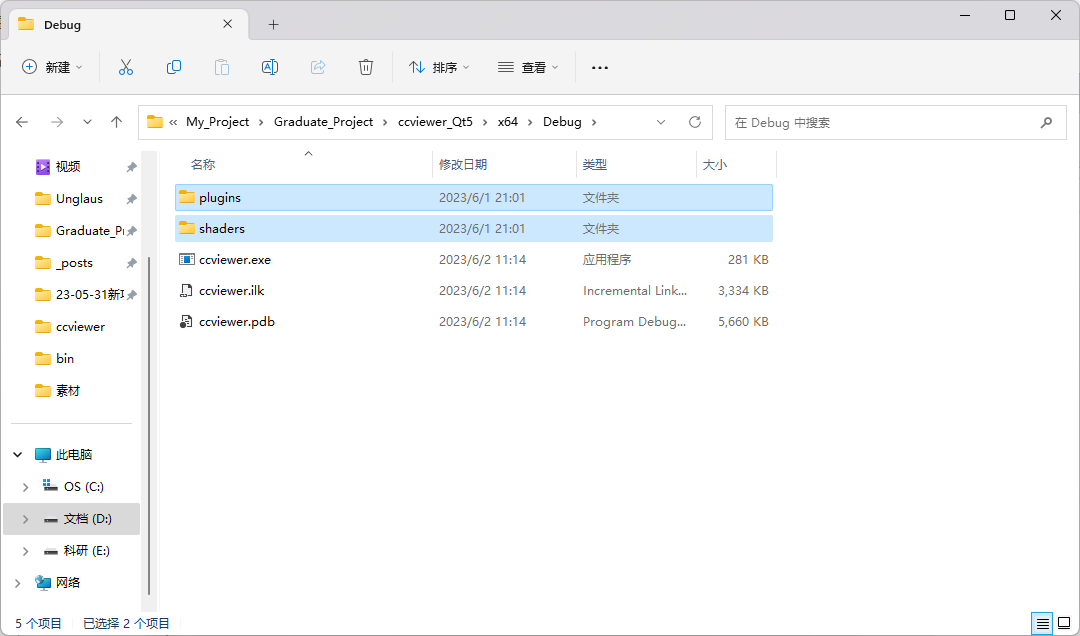 Debug
新建
排序
查看
« My_Project > Graduate_Project > ccviewer_Qt5 > x64 > Debug >
在 Debug 中搜索
视频
Unglaus
Graduate_Pr
_posts
23-05-31新
ccviewer
bin
素材
此电脑
OS (C:)
文档 (D:)
科研 (E:)
网络
名称 修改日期 类型 大小
plugins 2023/6/1 21:01 文件夹
shaders 2023/6/1 21:01 文件夹
ccviewer.exe 2023/6/2 11:14 应用程序 281 KB
ccviewer.ilk 2023/6/2 11:14 Incremental Link... 3,334 KB
ccviewer.pdb 2023/6/2 11:14 Program Debug... 5,660 KB
5 个项目 已选择 2 个项目